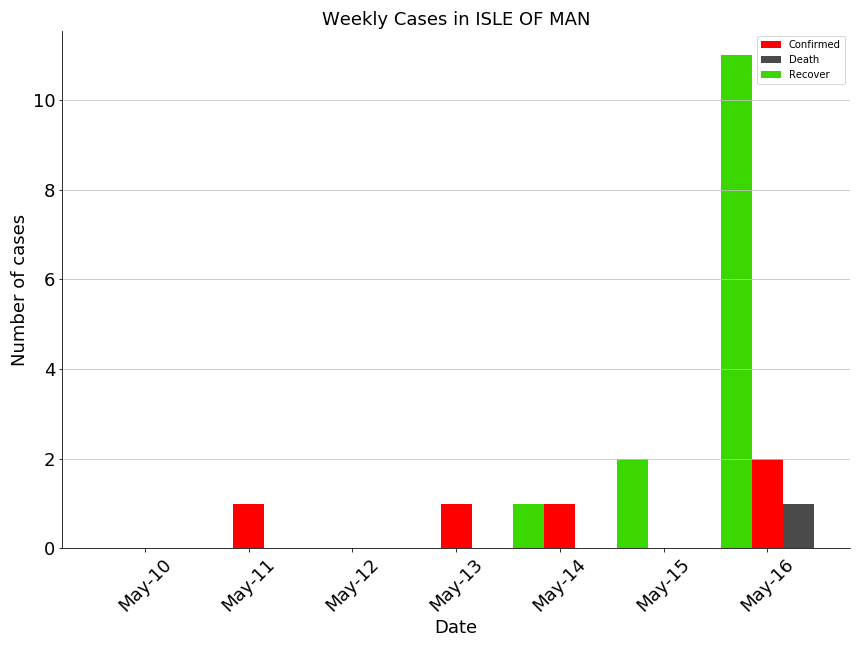 Weekly Cases in ISLE OF MAN
Confirmed
Death
Recover
Number of cases
10
8
6
4
2
0
May-10
May-11
May-12
May-13
May-14
May-15
May-16
Date